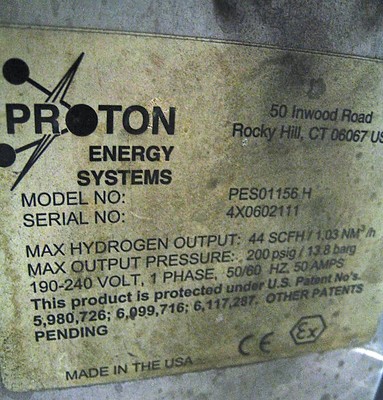 PROTON
ENERGY
SYSTEMS
50 Inwood Road
Rocky Hill, CT 06067 US
MODEL NO: PES01156 H
SERIAL NO: 4X0602111
MAX HYDROGEN OUTPUT: 44 SCFH / 1,03 NM³/h
MAX OUTPUT PRESSURE: 200 psig / 13.8 barg
190-240 VOLT, 1 PHASE, 50/60 HZ, 50 AMPS
This product is protected under U.S. Patent No's.
5,980,726; 6,099,716; 6,117,287. OTHER PATENTS
PENDING
CE Ex
MADE IN THE USA